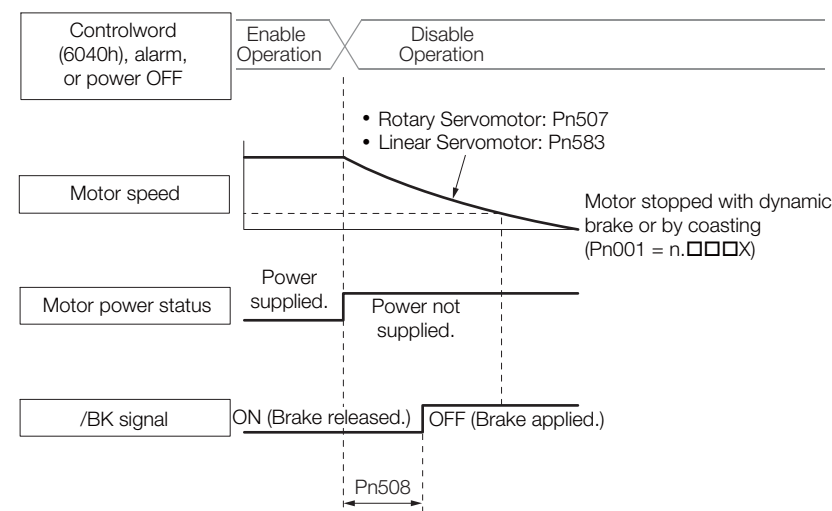 Controlword
(6040h), alarm,
or power OFF
Enable
Operation
Disable
Operation
• Rotary Servomotor: Pn507
• Linear Servomotor: Pn583
Motor speed
Motor stopped with dynamic
brake or by coasting
(Pn001 = n.□□□X)
Motor power status
Power
supplied.
Power not
supplied.
/BK signal
ON (Brake released.)
OFF (Brake applied.)
Pn508